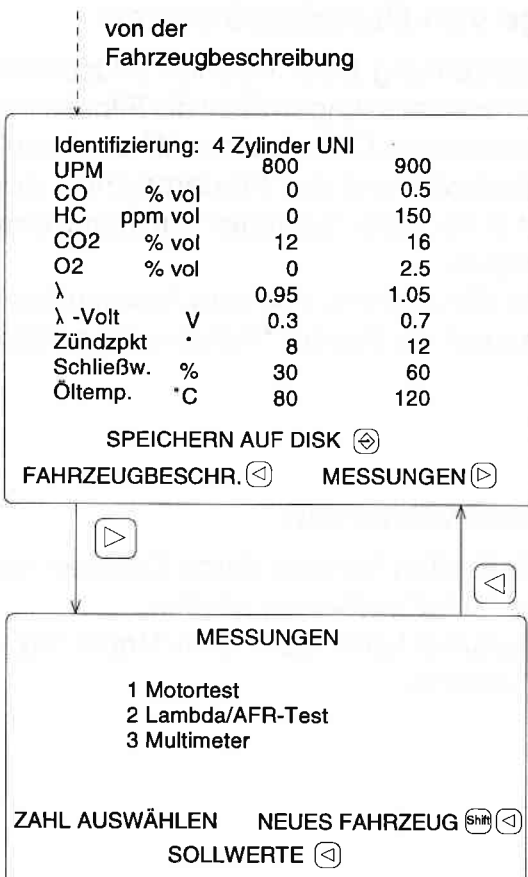 von der
Fahrzeugbeschreibung
Identifizierung: 4 Zylinder UNI
UPM 800 900
CO % vol 0 0.5
HC ppm vol 0 150
CO2 % vol 12 16
O2 % vol 0 2.5
λ 0.95 1.05
λ -Volt V 0.3 0.7
Zündzpkt ° 8 12
Schließw. % 30 60
Öltemp. °C 80 120
SPEICHERN AUF DISK
FAHRZEUGBESCHR. MESSUNGEN
MESSUNGEN
1 Motortest
2 Lambda/AFR-Test
3 Multimeter
ZAHL AUSWÄHLEN NEUES FAHRZEUG Shift
SOLLWERTE